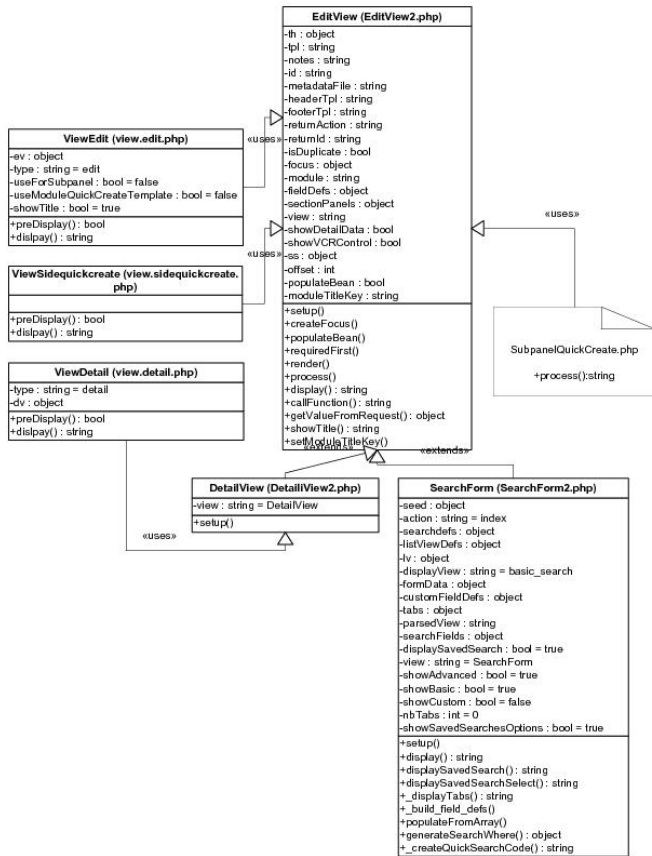 EditView (EditView2.php)
-th : object
-tpl : string
-notes : string
-id : string
-metadataFile : string
-headerTpl : string
-footerTpl : string
-returnAction : string
-returnId : string
-isDuplicate : bool
-focus : object
-module : string
-fieldDefs : object
-sectionPanels : object
-view : string
-showDetailData : bool
-showVCRControl : bool
-ss : object
-offset : int
-populateBean : bool
-moduleTitleKey : string
+setup()
+createFocus()
+populateBean()
+requiredFirst()
+render()
+process()
+display() : string
+callFunction() : string
+getValueFromRequest() : object
+showTitle() : string
+setModuleTitleKey()
«uses»
ViewEdit (view.edit.php)
-ev : object
-type : string = edit
-useForSubpanel : bool = false
-useModuleQuickCreateTemplate : bool = false
-showTitle : bool = true
+preDisplay() : bool
+dislpay() : string
«uses»
ViewSidequickcreate (view.sidequickcreate.
php)
+preDisplay() : bool
+dislpay() : string
ViewDetail (view.detail.php)
-type : string = detail
-dv : object
+preDisplay() : bool
+dislpay() : string
«uses»
SubpanelQuickCreate.php
+process():string
«extends»
«extends»
DetailView (DetailiView2.php)
-view : string = DetailView
+setup()
«uses»
SearchForm (SearchForm2.php)
-seed : object
-action : string = index
-searchdefs : object
-listViewDefs : object
-lv : object
-displayView : string = basic_search
-formData : object
-customFieldDefs : object
-tabs : object
-parsedView : string
-searchFields : object
-displaySavedSearch : bool = true
-view : string = SearchForm
-showAdvanced : bool = true
-showBasic : bool = true
-showCustom : bool = false
-nbTabs : int = 0
-showSavedSearchesOptions : bool = true
+setup()
+display() : string
+displaySavedSearch() : string
+displaySavedSearchSelect() : string
+_displayTabs() : string
+_build_field_defs()
+populateFromArray()
+generateSearchWhere() : object
+_createQuickSearchCode() : string